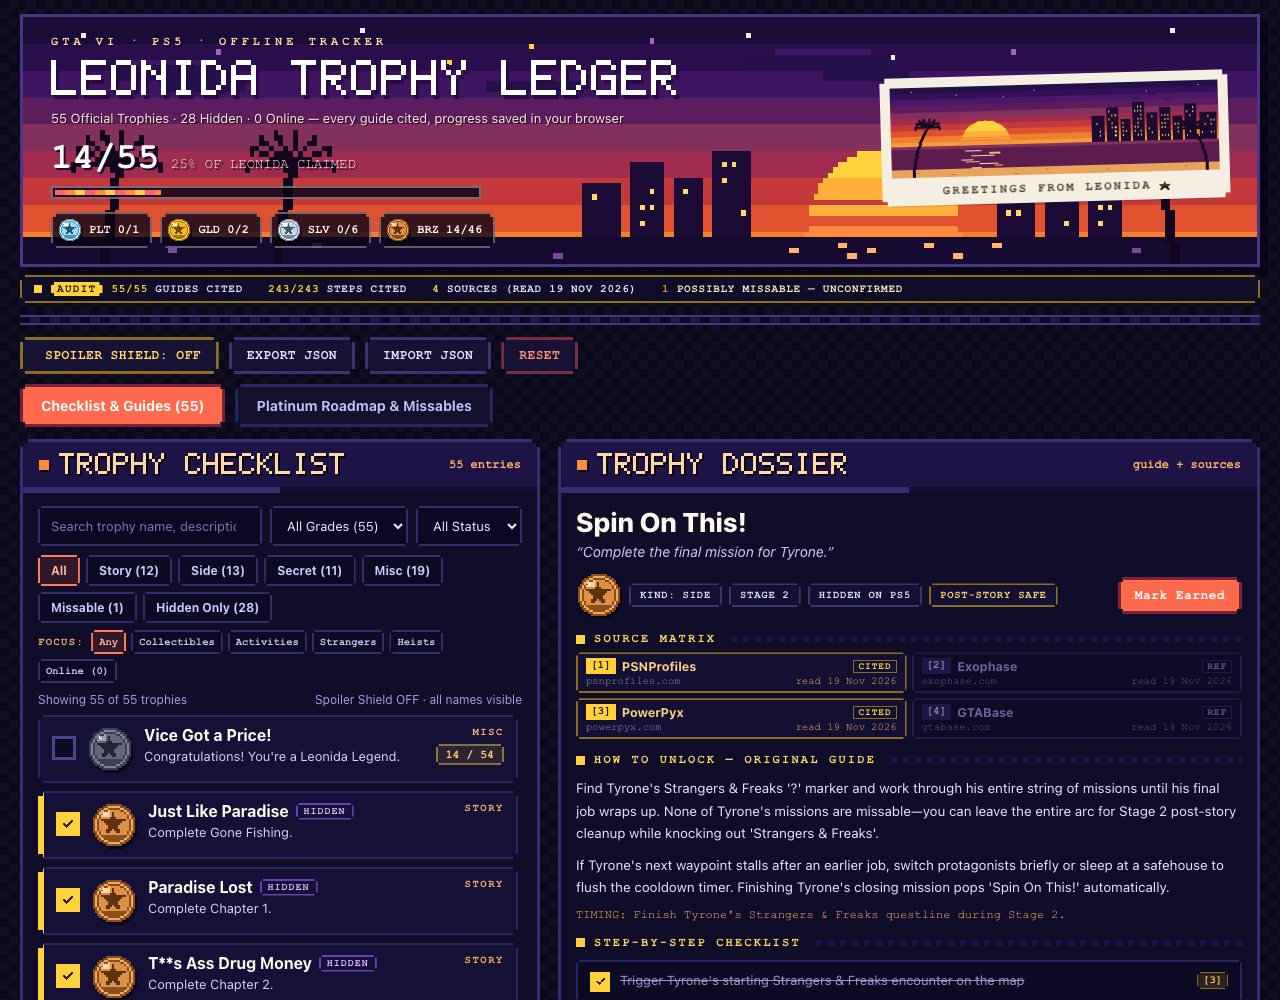 GTA VI · PS5 · OFFLINE TRACKER
LEONIDA TROPHY LEDGER
55 Official Trophies · 28 Hidden · 0 Online — every guide cited, progress saved in your browser
14/55 25% OF LEONIDA CLAIMED
PLT 0/1 GLD 0/2 SLV 0/6 BRZ 14/46
GREETINGS FROM LEONIDA ★
AUDIT 55/55 GUIDES CITED · 243/243 STEPS CITED · 4 SOURCES (READ 19 NOV 2026) · 1 POSSIBLY MISSABLE — UNCONFIRMED
SPOILER SHIELD: OFF EXPORT JSON IMPORT JSON RESET
Checklist & Guides (55) Platinum Roadmap & Missables
TROPHY CHECKLIST 55 entries
Search trophy name, descriptic All Grades (55) All Status
All Story (12) Side (13) Secret (11) Misc (19)
Missable (1) Hidden Only (28)
FOCUS: Any Collectibles Activities Strangers Heists
Online (0)
Showing 55 of 55 trophies Spoiler Shield OFF · all names visible
Vice Got a Price! MISC
Congratulations! You're a Leonida Legend. 14 / 54
Just Like Paradise HIDDEN STORY
Complete Gone Fishing.
Paradise Lost HIDDEN STORY
Complete Chapter 1.
T**s Ass Drug Money HIDDEN STORY
Complete Chapter 2.
TROPHY DOSSIER guide + sources
Spin On This!
“Complete the final mission for Tyrone.”
KIND: SIDE STAGE 2 HIDDEN ON PS5 POST-STORY SAFE Mark Earned
SOURCE MATRIX
[1] PSNProfiles CITED
psnprofiles.com read 19 Nov 2026
[2] Exophase REF
exophase.com read 19 Nov 2026
[3] PowerPyx CITED
powerpyx.com read 19 Nov 2026
[4] GTABase REF
gtabase.com read 19 Nov 2026
HOW TO UNLOCK — ORIGINAL GUIDE
Find Tyrone's Strangers & Freaks '?' marker and work through his entire string of missions until his final
job wraps up. None of Tyrone's missions are missable—you can leave the entire arc for Stage 2 post-story
cleanup while knocking out 'Strangers & Freaks'.
If Tyrone's next waypoint stalls after an earlier job, switch protagonists briefly or sleep at a safehouse to
flush the cooldown timer. Finishing Tyrone's closing mission pops 'Spin On This!' automatically.
TIMING: Finish Tyrone's Strangers & Freaks questline during Stage 2.
STEP-BY-STEP CHECKLIST
Trigger Tyrone's starting Strangers & Freaks encounter on the map [3]